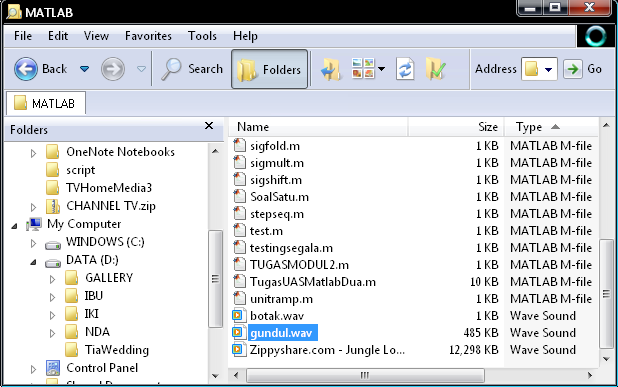 MATLAB
File Edit View Favorites Tools Help
Back Search Folders Address Go
MATLAB
Folders
OneNote Notebooks
script
TVHomeMedia3
CHANNEL TV.zip
My Computer
WINDOWS (C:)
DATA (D:)
GALLERY
IBU
IKI
NDA
TiaWedding
Control Panel
Name Size Type
sigfold.m 1 KB MATLAB M-file
sigmult.m 1 KB MATLAB M-file
sigshift.m 1 KB MATLAB M-file
SoalSatu.m 1 KB MATLAB M-file
stepseq.m 1 KB MATLAB M-file
test.m 1 KB MATLAB M-file
testingsegala.m 1 KB MATLAB M-file
TUGASMODUL2.m 1 KB MATLAB M-file
TugasUASMatlabDua.m 10 KB MATLAB M-file
unitramp.m 1 KB MATLAB M-file
botak.wav 1 KB Wave Sound
gundul.wav 485 KB Wave Sound
Zippyshare.com - Jungle Lo... 12,298 KB Wave Sound